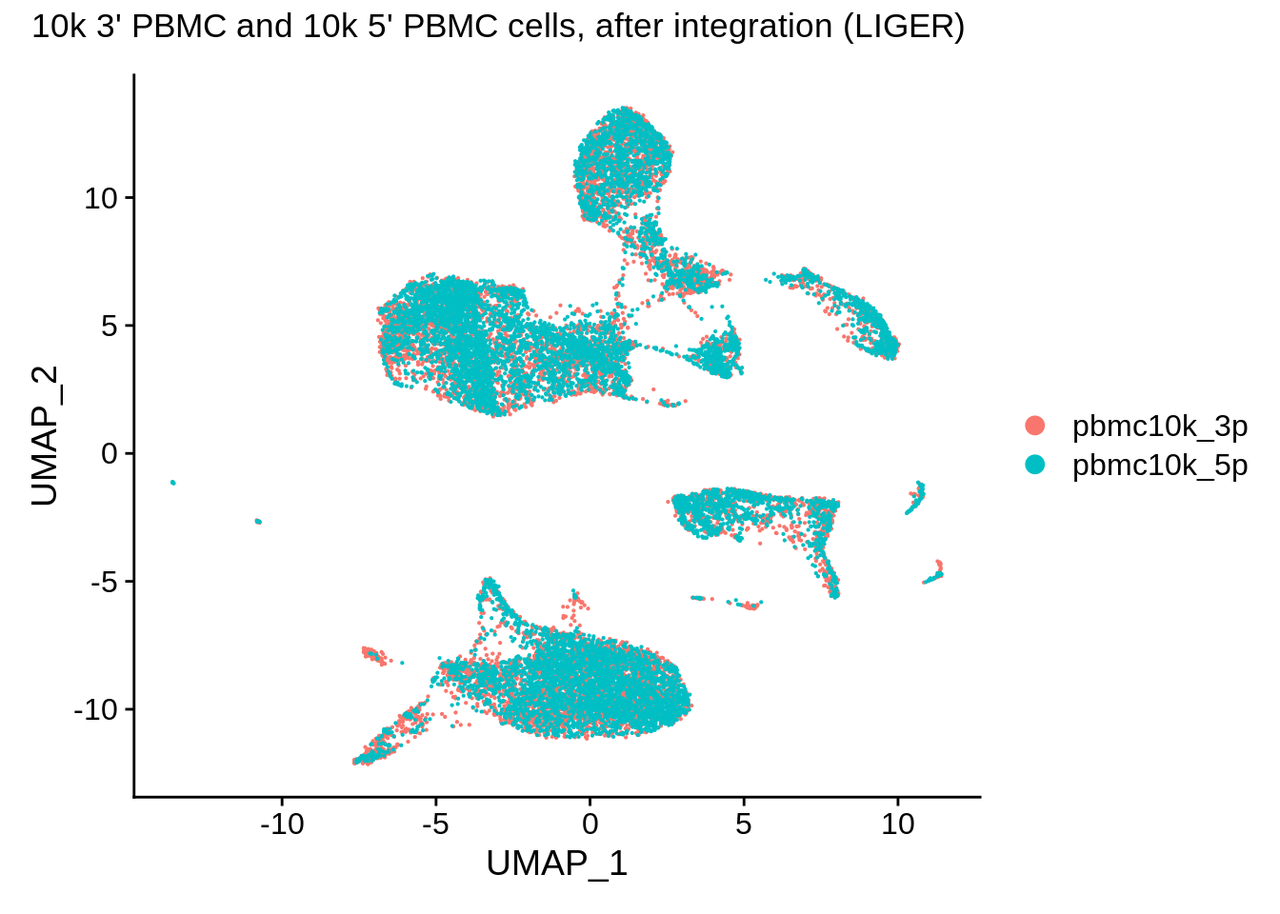 10k 3' PBMC and 10k 5' PBMC cells, after integration (LIGER)
UMAP_2
10
5
0
-5
-10
-10
-5
0
5
10
UMAP_1
pbmc10k_3p
pbmc10k_5p